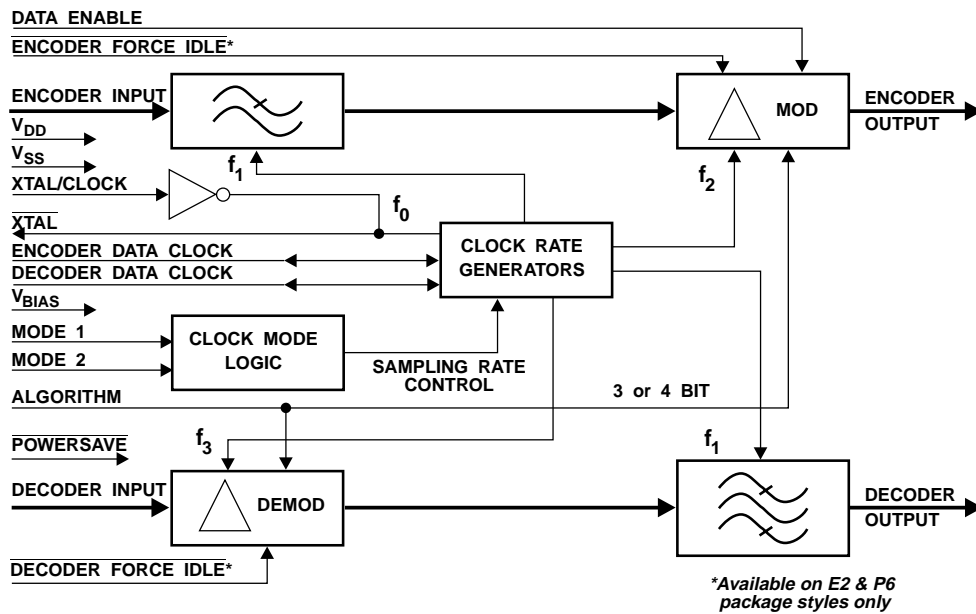 DATA ENABLE
ENCODER FORCE IDLE*
ENCODER INPUT
MOD
ENCODER
OUTPUT
VDD
VSS
f1
f2
XTAL/CLOCK
f0
XTAL
CLOCK RATE
GENERATORS
ENCODER DATA CLOCK
DECODER DATA CLOCK
VBIAS
MODE 1
MODE 2
CLOCK MODE
LOGIC
SAMPLING RATE
CONTROL
ALGORITHM
3 or 4 BIT
f3
f1
POWERSAVE
DECODER INPUT
DEMOD
DECODER
OUTPUT
DECODER FORCE IDLE*
*Available on E2 & P6
package styles only